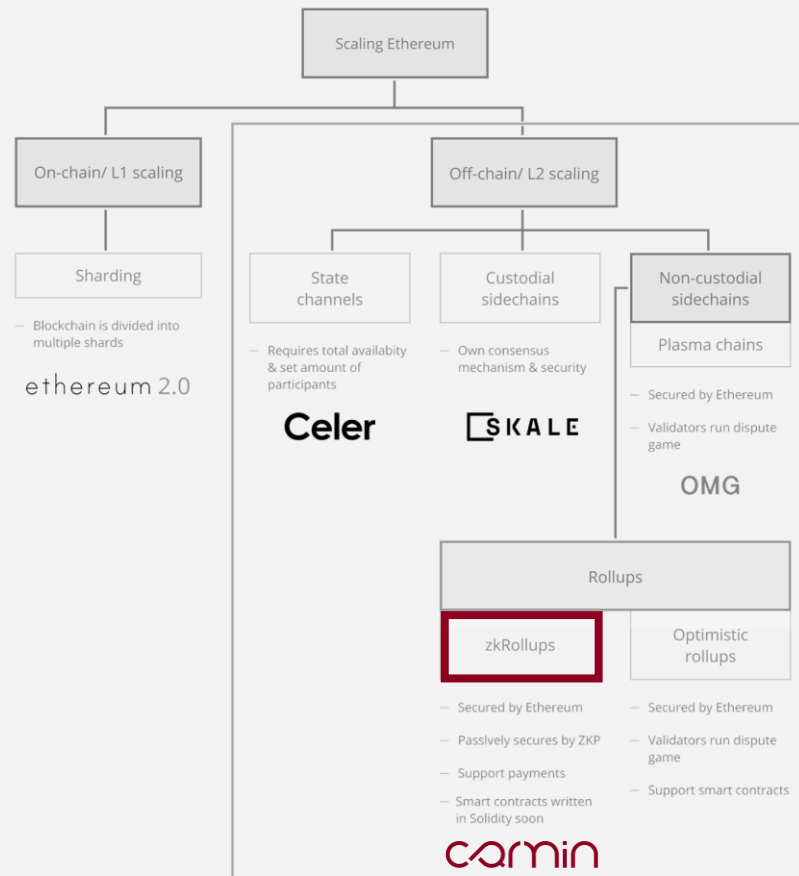 Scaling Ethereum
On-chain/ L1 scaling
Off-chain/ L2 scaling
Sharding
— Blockchain is divided into
multiple shards
ethereum 2.0
State
channels
— Requires total availabity
& set amount of
participants
Celer
Custodial
sidechains
— Own consensus
mechanism & security
SKALE
Non-custodial
sidechains
Plasma chains
— Secured by Ethereum
— Validators run dispute
game
OMG
Rollups
zkRollups
— Secured by Ethereum
— Passlvely secures by ZKP
— Support payments
— Smart contracts written
in Solidity soon
carmin
Optimistic
rollups
— Secured by Ethereum
— Validators run dispute
game
— Support smart contracts